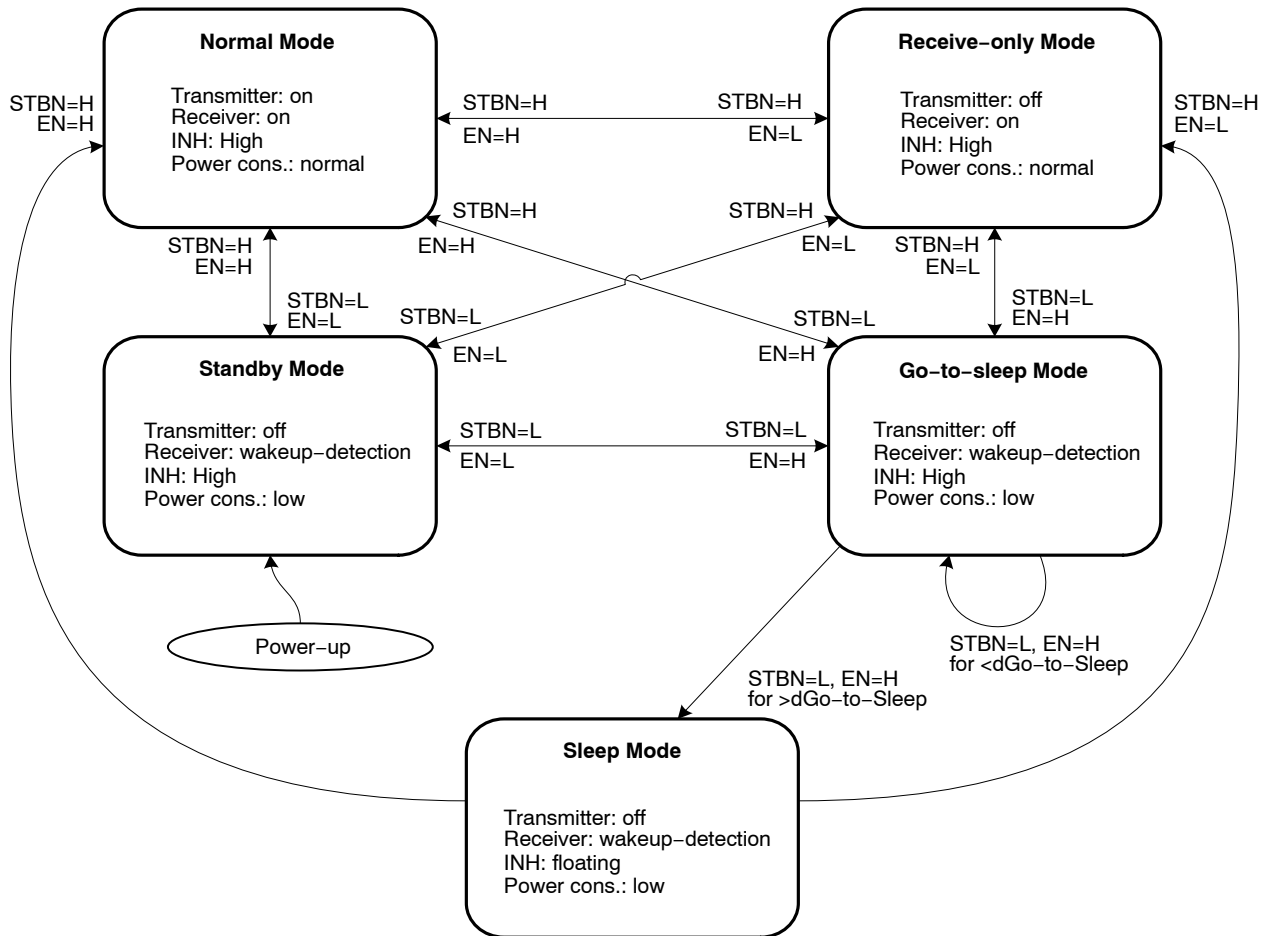 Normal Mode
Transmitter: on
Receiver: on
INH: High
Power cons.: normal
Receive−only Mode
Transmitter: off
Receiver: on
INH: High
Power cons.: normal
STBN=H
EN=H
STBN=H
EN=H
STBN=H
EN=L
STBN=H
EN=L
STBN=H
EN=H
STBN=H
EN=L
STBN=H
EN=H
STBN=L
EN=L
STBN=H
EN=L
STBN=L
EN=H
STBN=L
EN=L
STBN=L
EN=H
Standby Mode
Transmitter: off
Receiver: wakeup−detection
INH: High
Power cons.: low
STBN=L
EN=L
STBN=L
EN=H
Go−to−sleep Mode
Transmitter: off
Receiver: wakeup−detection
INH: High
Power cons.: low
Power−up
STBN=L, EN=H
for <dGo−to−Sleep
STBN=L, EN=H
for >dGo−to−Sleep
Sleep Mode
Transmitter: off
Receiver: wakeup−detection
INH: floating
Power cons.: low